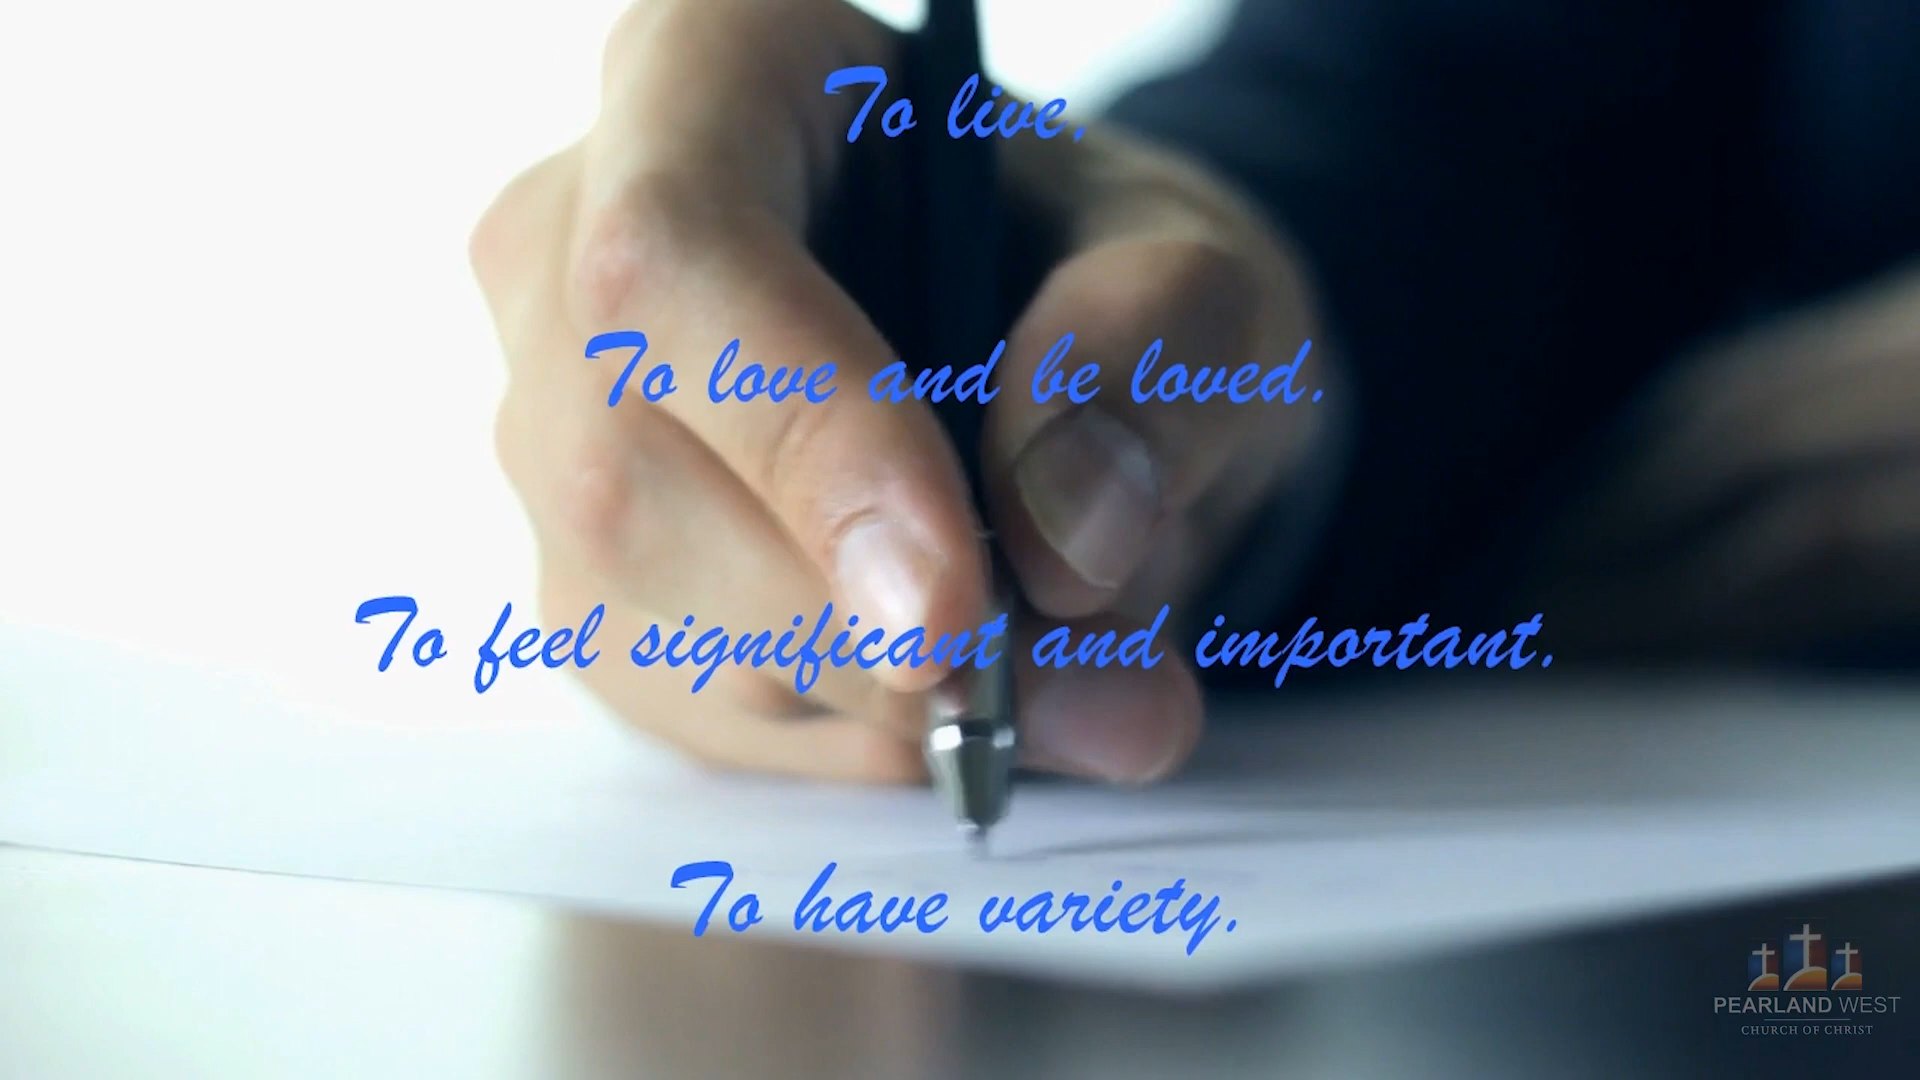 To live,
To love and be loved.
To feel significant and important.
To have variety.
PEARLAND WEST
CHURCH OF CHRIST